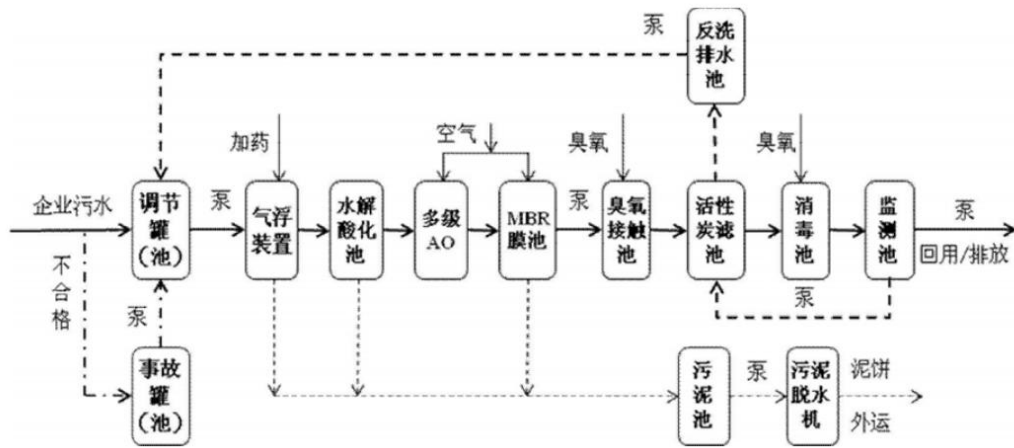 泵
反洗
排水
池
加药
空气
臭氧
臭氧
企业污水
调节
罐
(池)
泵
气浮
装置
水解
酸化池
多级
AO
MBR
膜池
泵
臭氧
接触
池
活性
炭滤
池
消
毒
池
监
测
池
泵
回用/排放
不
合
格
泵
泵
事故
罐
(池)
污
泥
池
泵
污泥
脱水
机
泥饼
外运